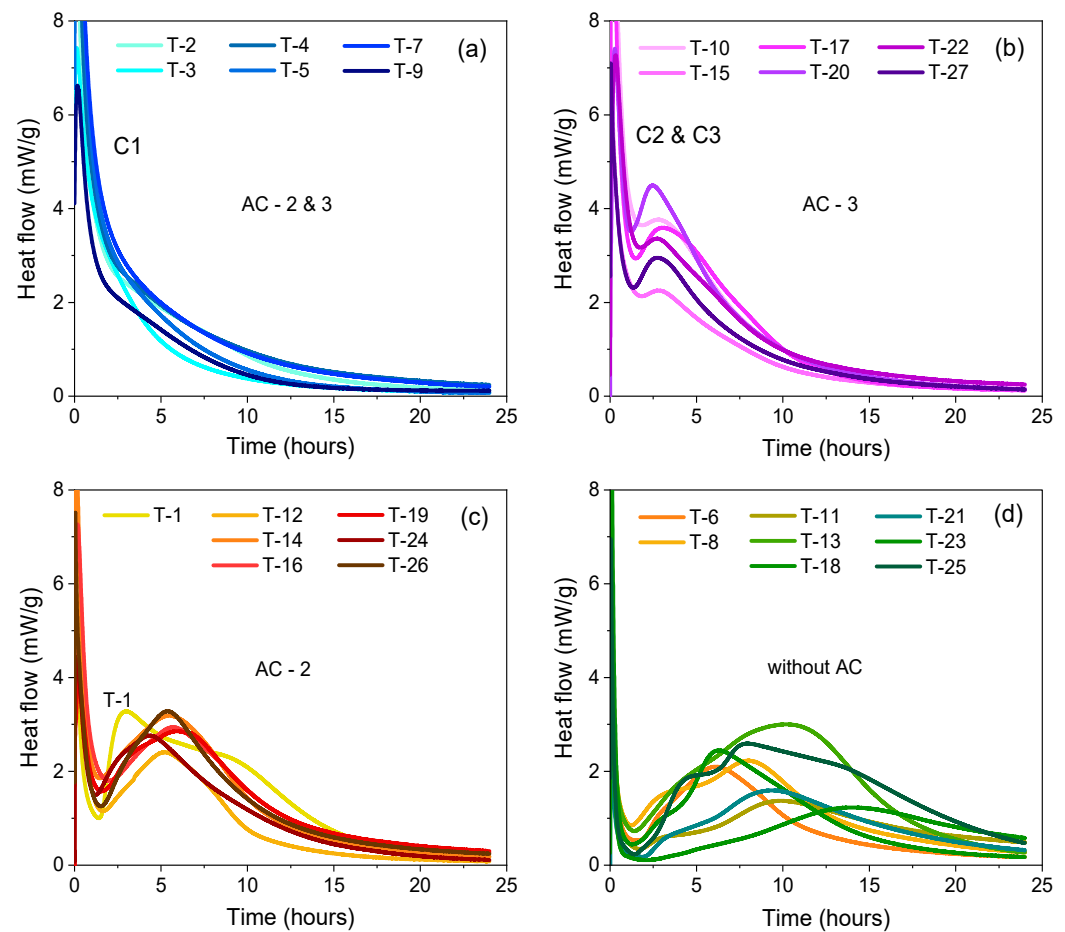 8
6
4
2
0
Heat flow (mW/g)
T-2 T-4 T-7
T-3 T-5 T-9
(a)
C1
AC - 2 & 3
0 5 10 15 20 25
Time (hours)
8
6
4
2
0
Heat flow (mW/g)
T-10 T-17 T-22
T-15 T-20 T-27
(b)
C2 & C3
AC - 3
0 5 10 15 20 25
Time (hours)
8
6
4
2
0
Heat flow (mW/g)
T-1 T-12 T-19
T-14 T-24
T-16 T-26
(c)
AC - 2
T-1
0 5 10 15 20 25
Time (hours)
8
6
4
2
0
Heat flow (mW/g)
T-6 T-11 T-21
T-8 T-13 T-23
T-18 T-25
(d)
without AC
0 5 10 15 20 25
Time (hours)